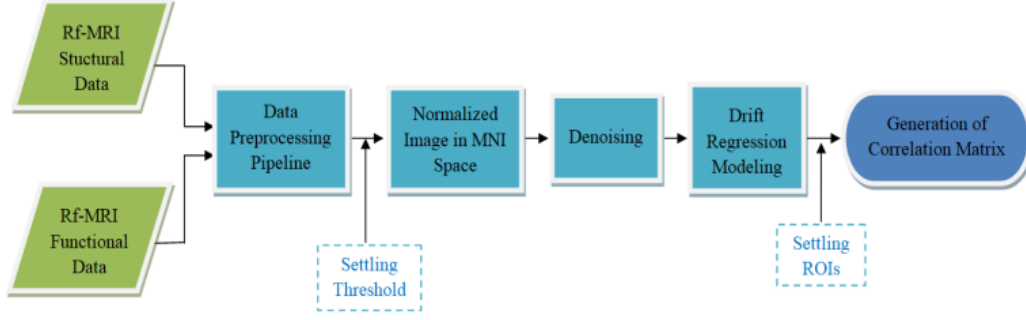 Rf-MRI
Stuctural
Data
Rf-MRI
Functional
Data
Data
Preprocessing
Pipeline
Normalized
Image in MNI
Space
Denoising
Drift
Regression
Modeling
Generation of
Correlation Matrix
Settling
Threshold
Settling
ROIs